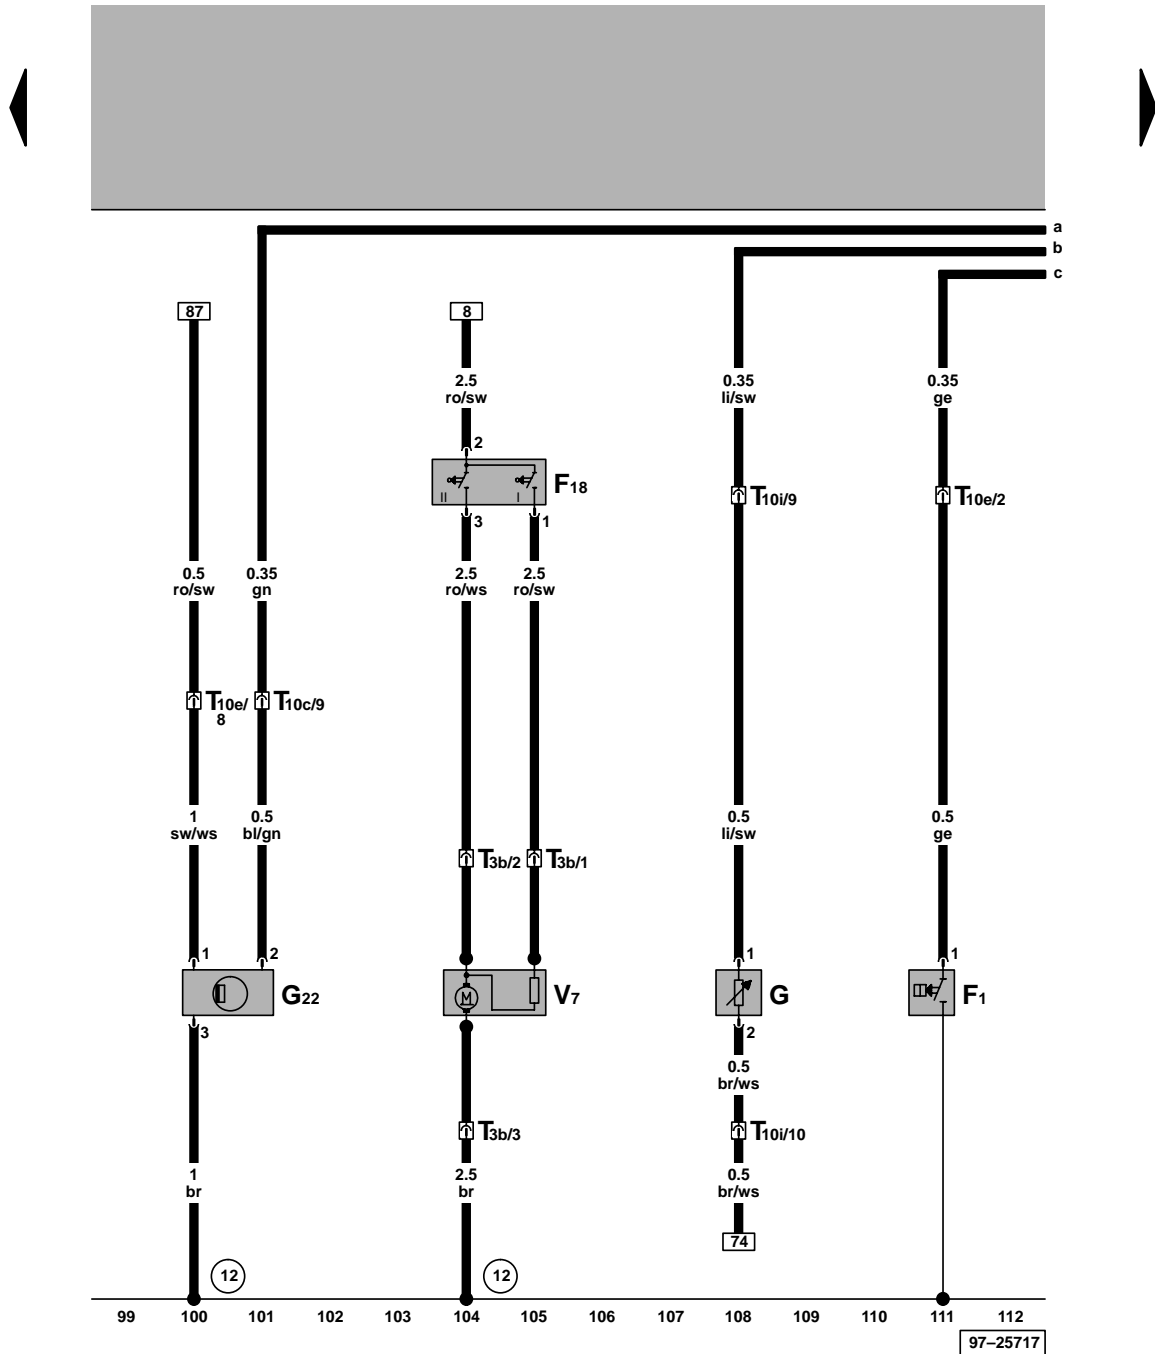 a
b
c
87
8
2.5
ro/sw
0.35
li/sw
0.35
ge
2
F18
II
I
T10i/9
T10e/2
3
1
0.5
ro/sw
0.35
gn
2.5
ro/ws
2.5
ro/sw
T10e/
8
T10c/9
1
sw/ws
0.5
bl/gn
0.5
li/sw
0.5
ge
T3b/2
T3b/1
1
2
1
1
G22
M
V7
G
F1
3
2
0.5
br/ws
T3b/3
T10i/10
1
br
2.5
br
0.5
br/ws
74
12
12
99 100 101 102 103 104 105 106 107 108 109 110 111 112
97–25717